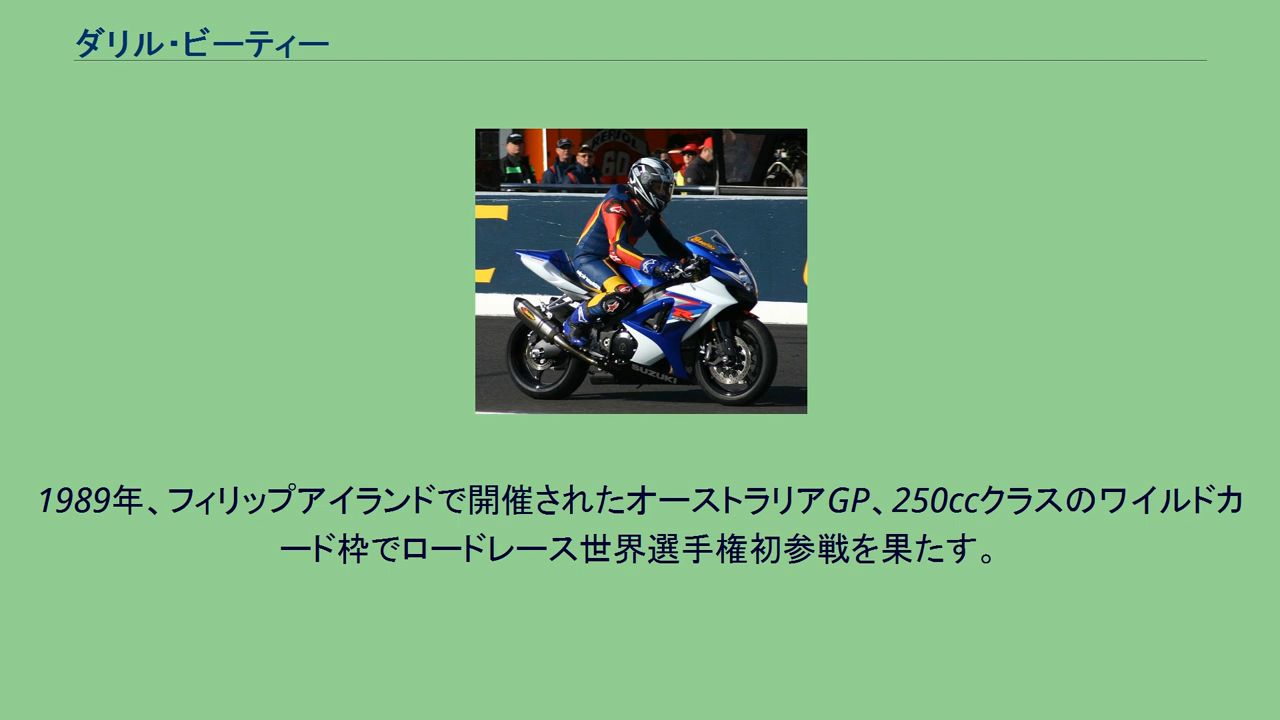 ダリル・ビーティー
REPSOL
60
SUZUKI
1989年、フィリップアイランドで開催されたオーストラリアGP、250ccクラスのワイルドカ
ード枠でロードレース世界選手権初参戦を果たす。